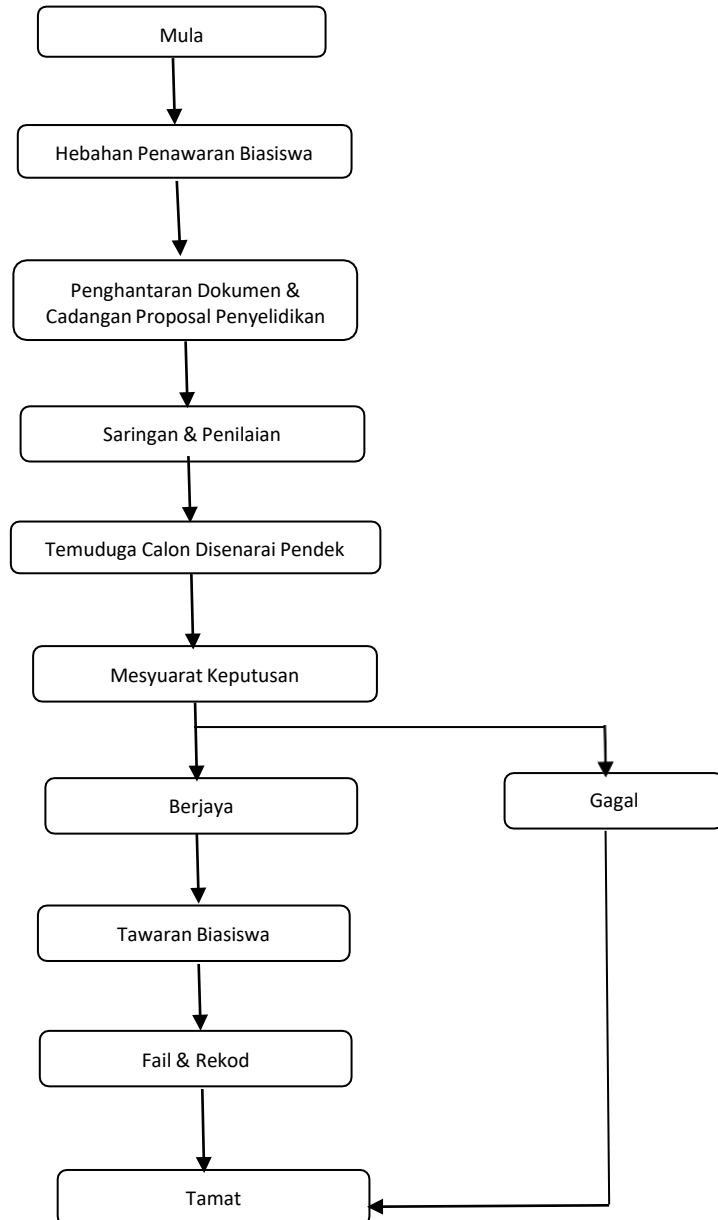 Mula
Hebahan Penawaran Biasiswa
Penghantaran Dokumen &
Cadangan Proposal Penyelidikan
Saringan & Penilaian
Temuduga Calon Disenarai Pendek
Mesyuarat Keputusan
Berjaya
Gagal
Tawaran Biasiswa
Fail & Rekod
Tamat